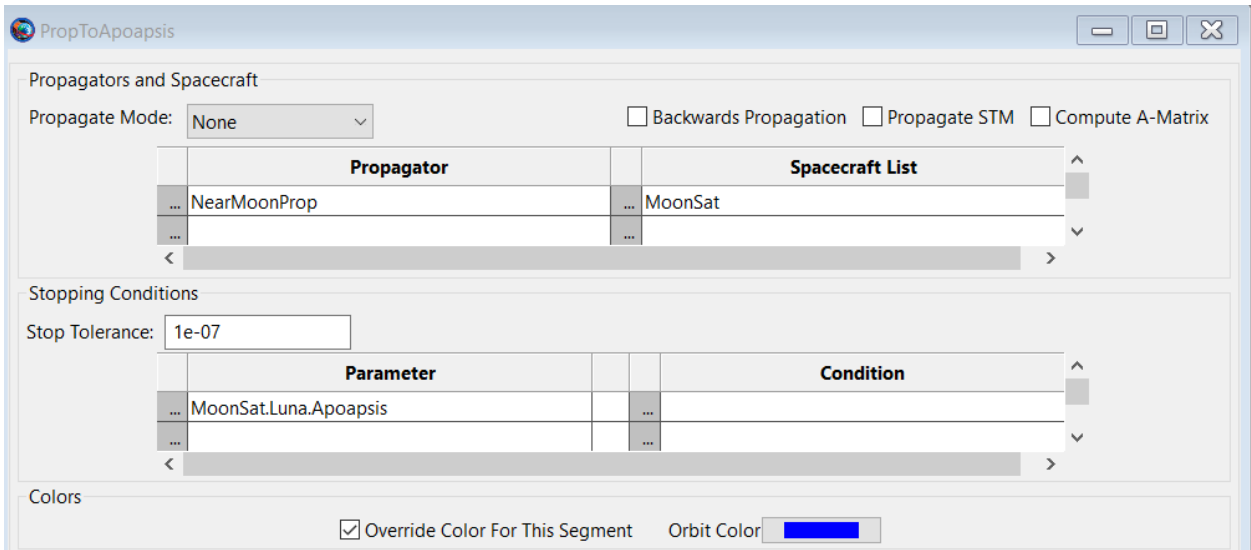 PropToApoapsis
Propagators and Spacecraft
Propagate Mode: None Backwards Propagation Propagate STM Compute A-Matrix
Propagator Spacecraft List
... NearMoonProp ... MoonSat
... ...
Stopping Conditions
Stop Tolerance: 1e-07
Parameter Condition
... MoonSat.Luna.Apoapsis ...
... ...
Colors
Override Color For This Segment Orbit Color